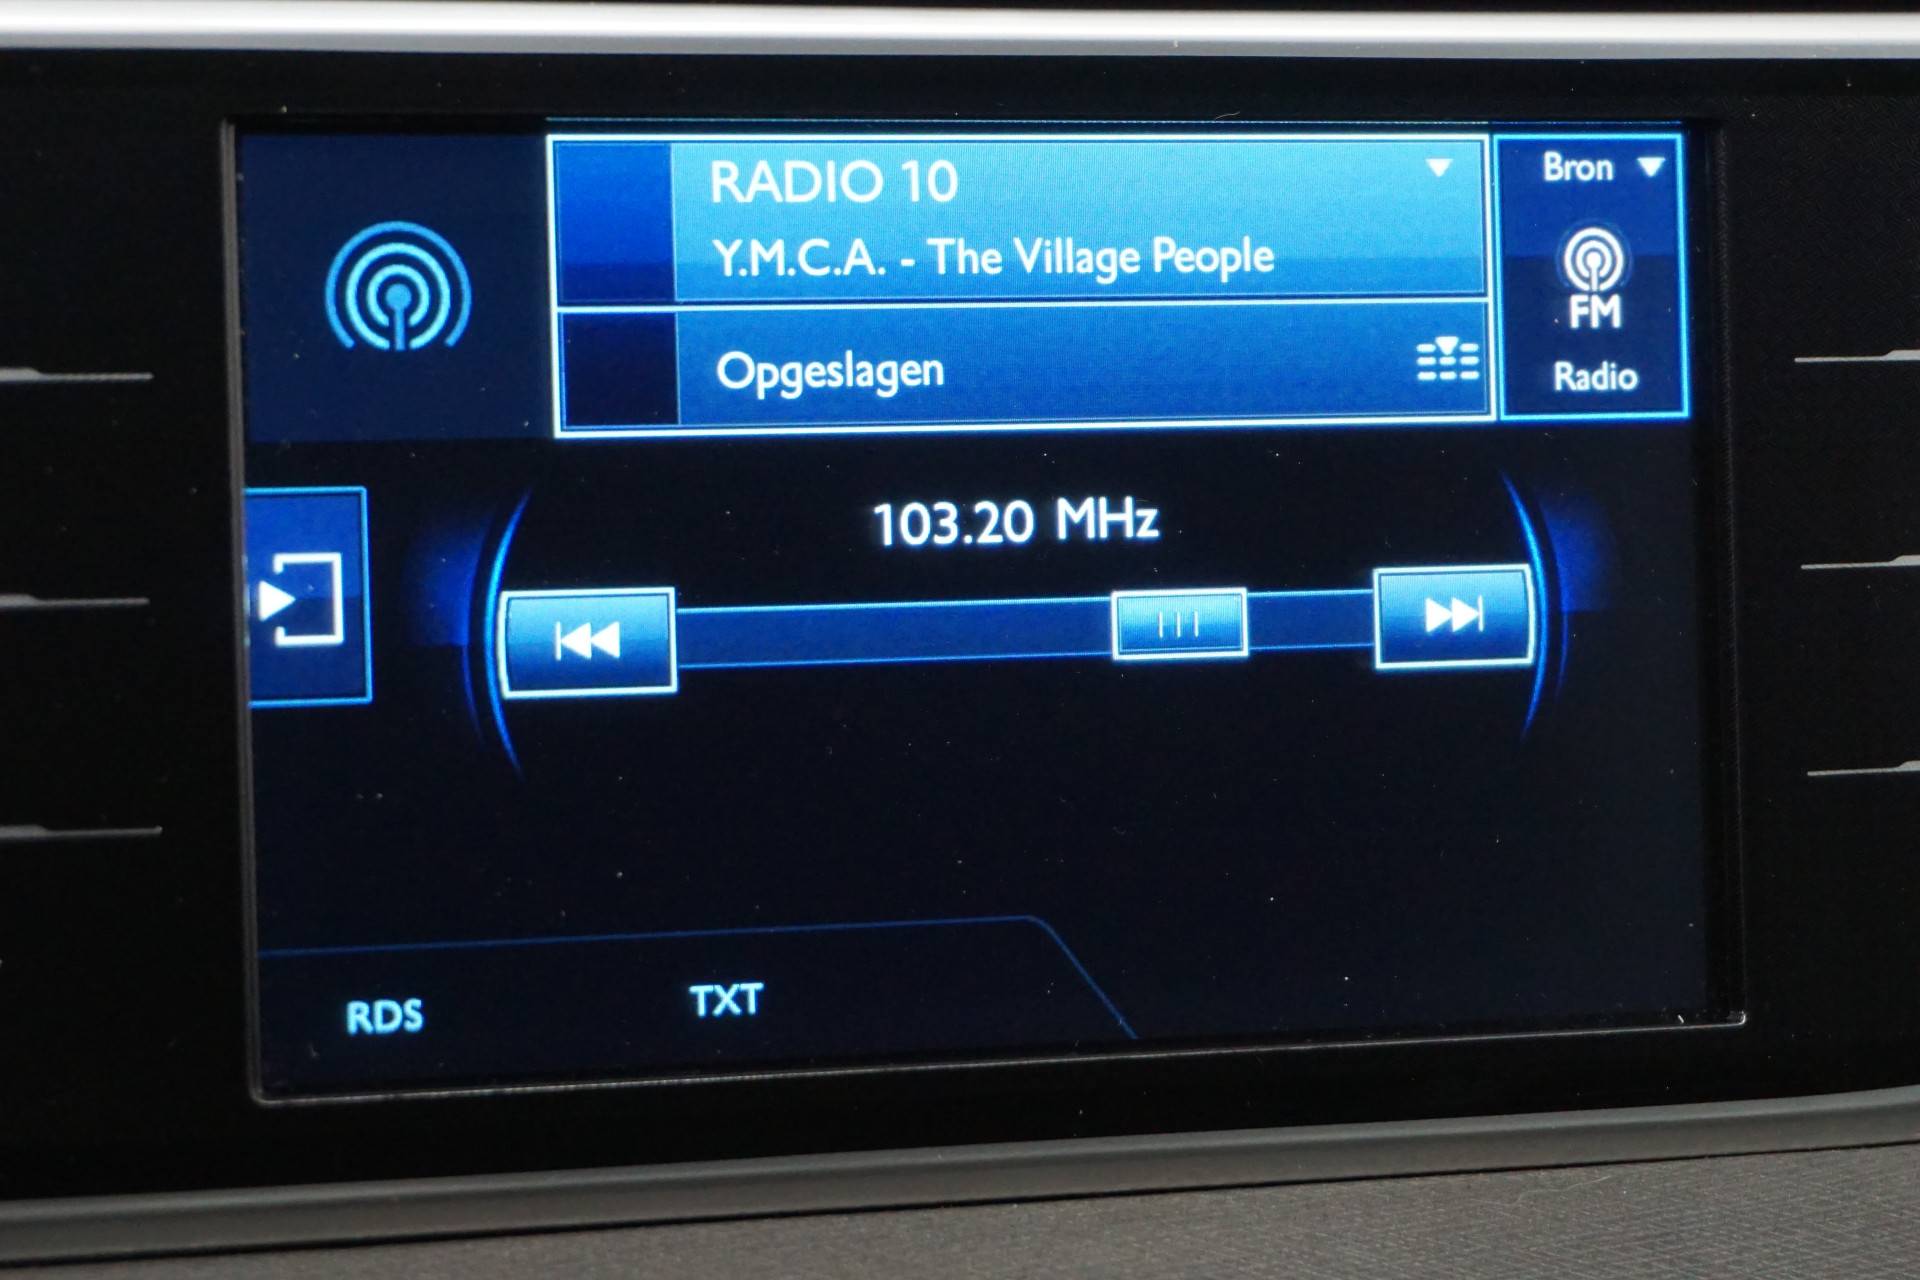 RADIO 10
Y.M.C.A. - The Village People
Opgeslagen
Bron
FM
Radio
103.20 MHz
RDS
TXT